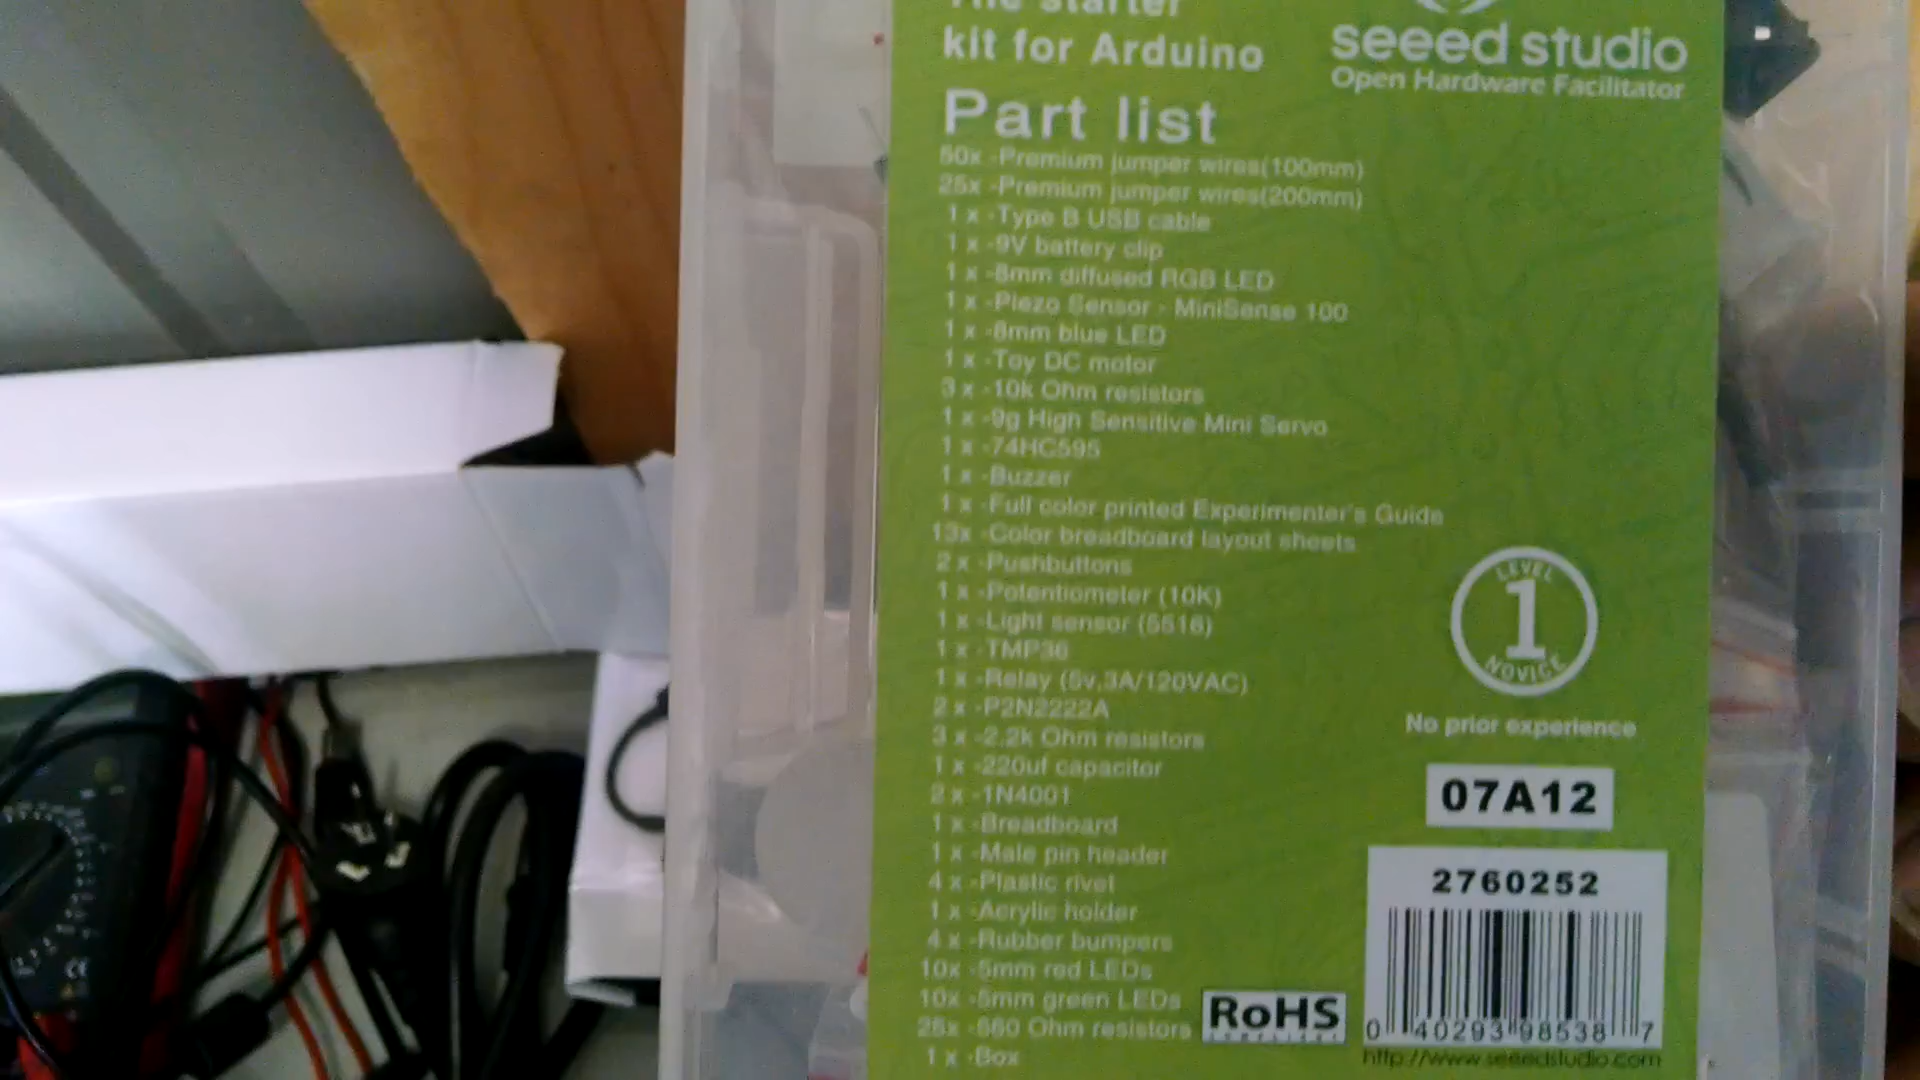 The starter
kit for Arduino
seeed studio
Open Hardware Facilitator
Part list
50x -Premium jumper wires(100mm)
25x -Premium jumper wires(200mm)
1 x -Type B USB cable
1 x -9V battery clip
1 x -8mm diffused RGB LED
1 x -Piezo Sensor - MiniSense 100
1 x -8mm blue LED
1 x -Toy DC motor
3 x -10k Ohm resistors
1 x -9g High Sensitive Mini Servo
1 x -74HC595
1 x -Buzzer
1 x -Full color printed Experimenter's Guide
13x -Color breadboard layout sheets
2 x -Pushbuttons
1 x -Potentiometer (10K)
1 x -Light sensor (5516)
1 x -TMP36
1 x -Relay (5v,3A/120VAC)
2 x -P2N2222A
3 x -2.2k Ohm resistors
1 x -220uf capacitor
2 x -1N4001
1 x -Breadboard
1 x -Male pin header
4 x -Plastic rivet
1 x -Acrylic holder
4 x -Rubber bumpers
10x -5mm red LEDs
10x -5mm green LEDs
25x -560 Ohm resistors
1 x -Box
LEVEL
1
NOVICE
No prior experience
07A12
2760252
RoHS
0 40293 98538 7
http://www.seeedstudio.com